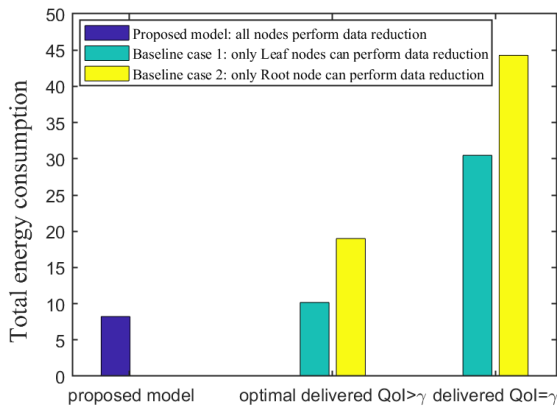 Total energy consumption
50
45
40
35
30
25
20
15
10
5
0
Proposed model: all nodes perform data reduction
Baseline case 1: only Leaf nodes can perform data reduction
Baseline case 2: only Root node can perform data reduction
proposed model
optimal delivered QoI>γ
delivered QoI=γ